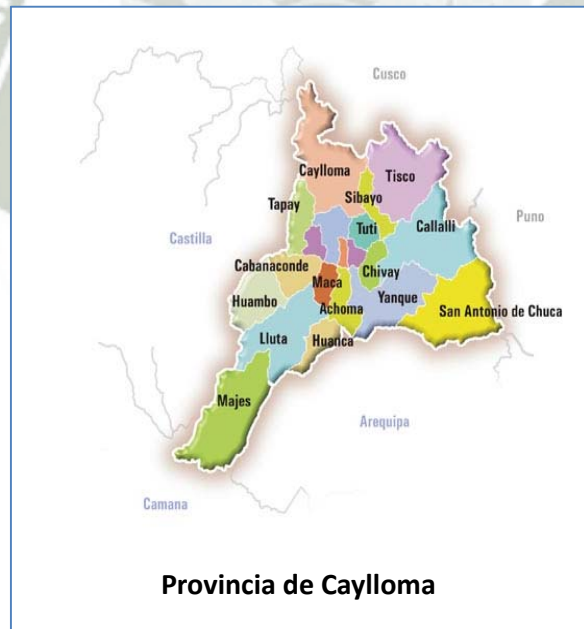 Cusco
Caylloma
Tisco
Sibayo
Tapay
Puno
Tuti
Callalli
Castilla
Cabanaconde
Chivay
Maca
Yanque
Huambo
Achoma
San Antonio de Chuca
Lluta
Huanca
Majes
Arequipa
Camana
Provincia de Caylloma